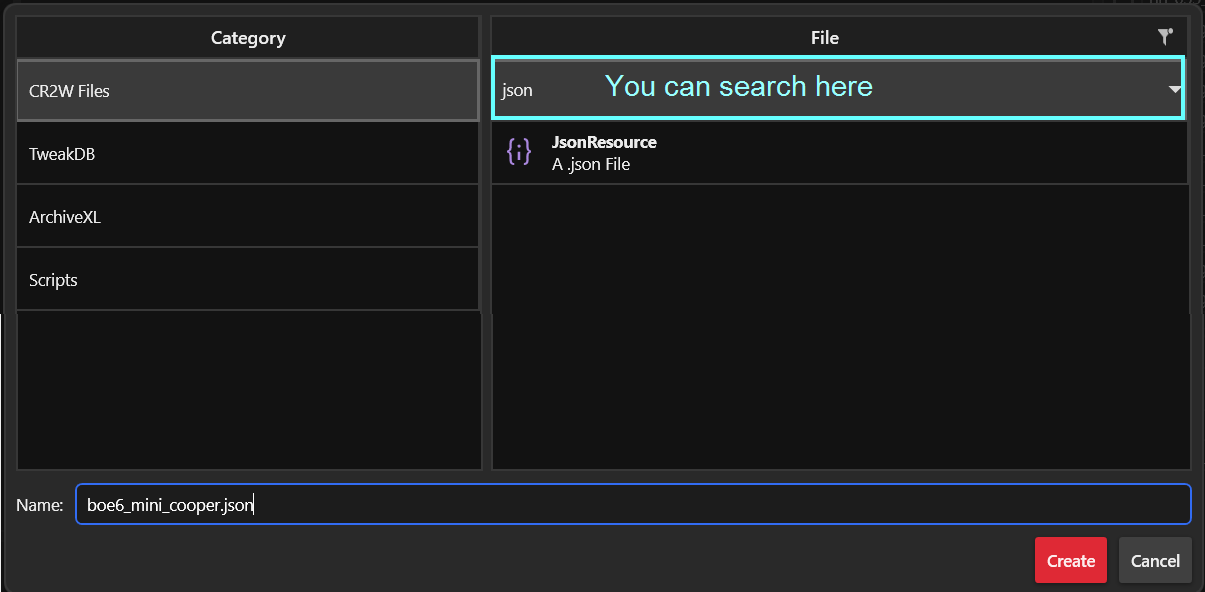 Category
File
CR2W Files
json
You can search here
TweakDB
JsonResource
A .json File
ArchiveXL
Scripts
Name:
boe6_mini_cooper.json
Create
Cancel